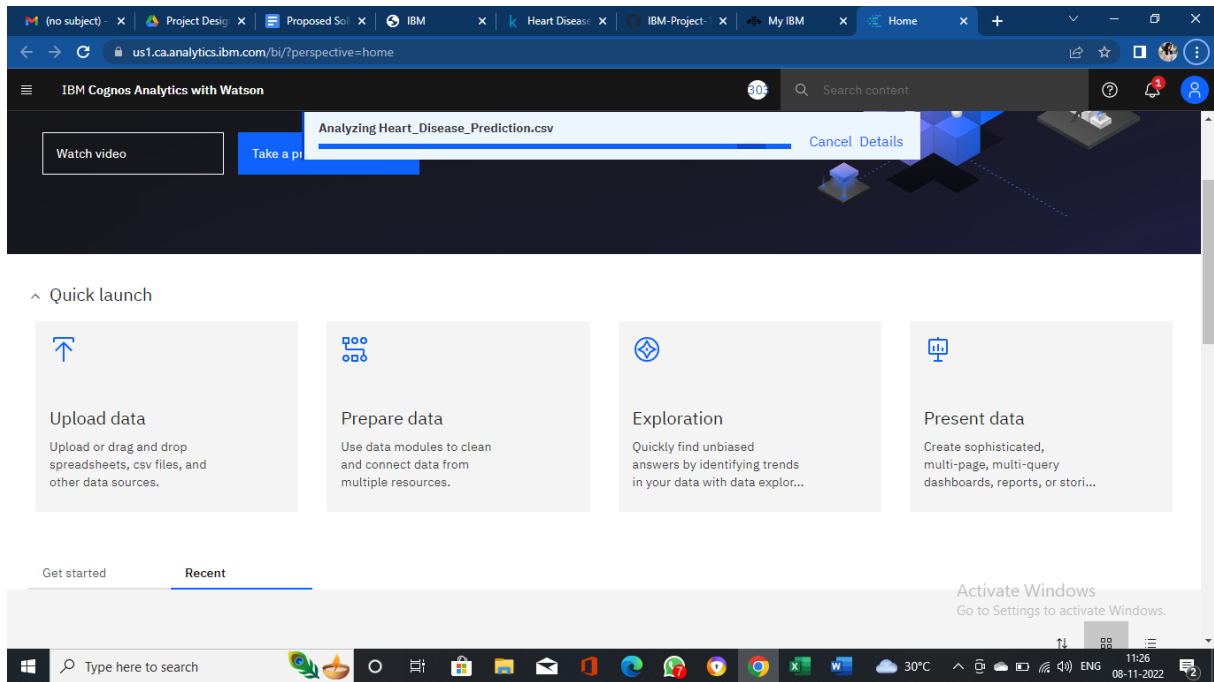 (no subject) -
Project Desig
Proposed Sol
IBM
Heart Disease
IBM-Project-1
My IBM
Home
us1.ca.analytics.ibm.com/bi/?perspective=home
IBM Cognos Analytics with Watson
303
Search content
1
Analyzing Heart_Disease_Prediction.csv
Cancel Details
Watch video
Take a pr
Quick launch
Upload data
Upload or drag and drop
spreadsheets, csv files, and
other data sources.
Prepare data
Use data modules to clean
and connect data from
multiple resources.
Exploration
Quickly find unbiased
answers by identifying trends
in your data with data explor...
Present data
Create sophisticated,
multi-page, multi-query
dashboards, reports, or stori...
Get started
Recent
Activate Windows
Go to Settings to activate Windows.
Type here to search
7
30°C
ENG
11:26
08-11-2022
2